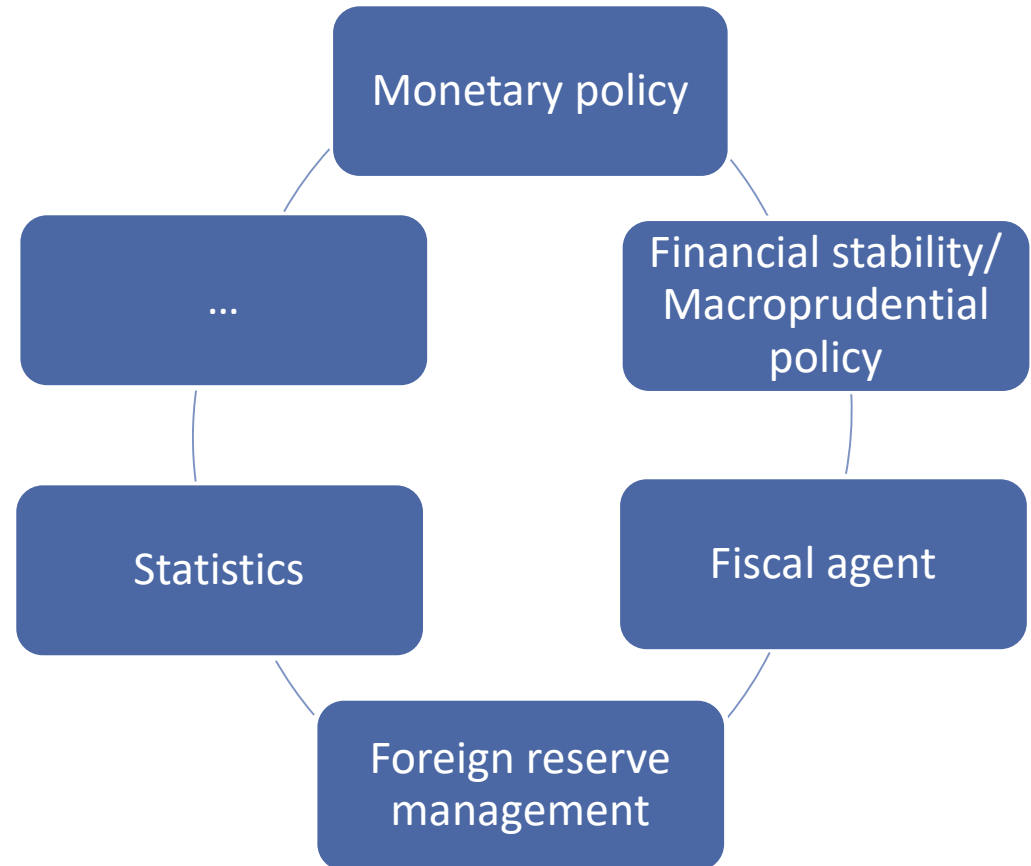 Monetary policy
Financial stability/
Macroprudential
policy
Fiscal agent
Foreign reserve
management
Statistics
...